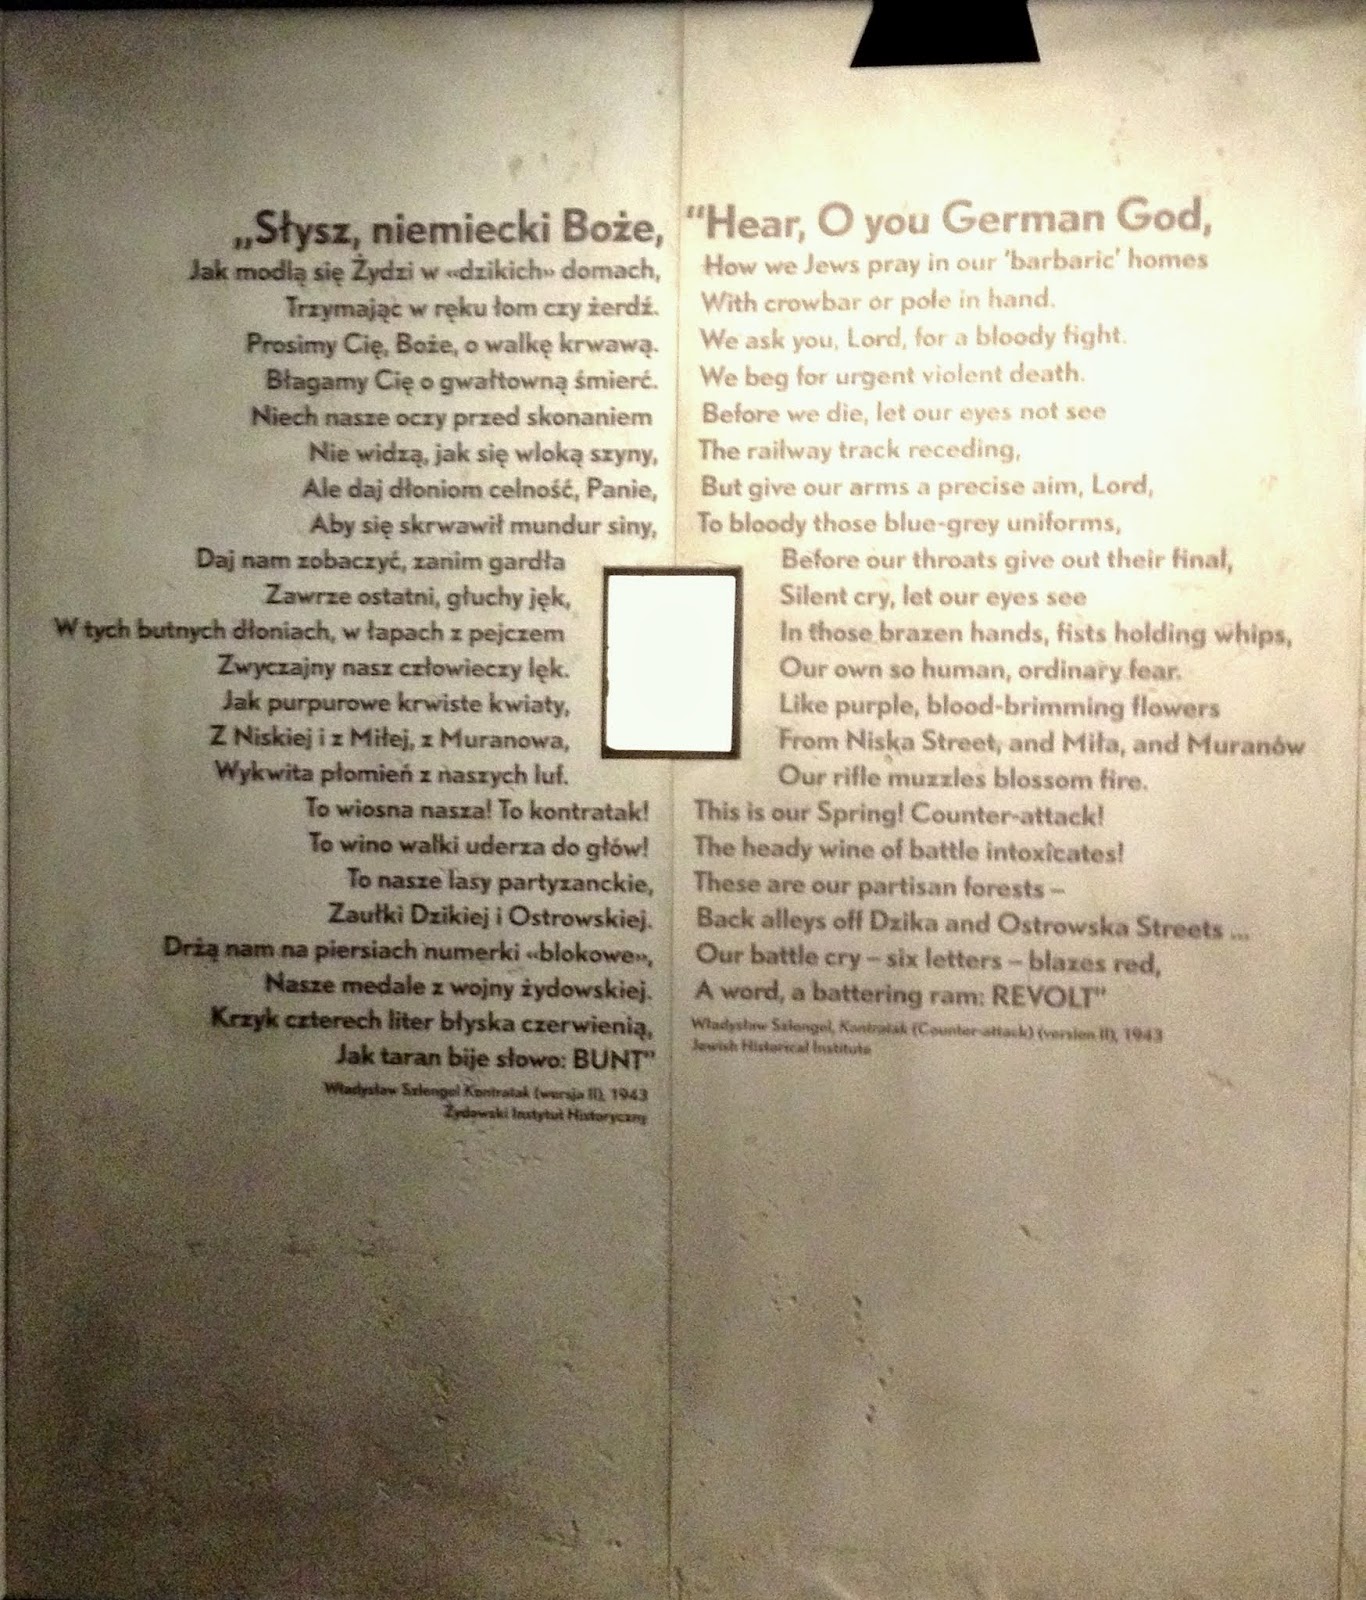 „Słysz, niemiecki Boże,
Jak modlą się Żydzi w «dzikich» domach,
Trzymając w ręku łom czy żerdź.
Prosimy Cię, Boże, o walkę krwawą.
Błagamy Cię o gwałtowną śmierć.
Niech nasze oczy przed skonaniem
Nie widzą, jak się wloką szyny,
Ale daj dłoniom celność, Panie,
Aby się skrwawił mundur siny,
Daj nam zobaczyć, zanim gardła
Zawrze ostatni, głuchy jęk,
W tych butnych dłoniach, w łapach z pejczem
Zwyczajny nasz człowieczy lęk.
Jak purpurowe krwiste kwiaty,
Z Niskiej i z Miłej, z Muranowa,
Wykwita płomień z naszych luf.
To wiosna nasza! To kontratak!
To wino walki uderza do głów!
To nasze lasy partyzanckie,
Zaułki Dzikiej i Ostrowskiej.
Drżą nam na piersiach numerki «blokowe»,
Nasze medale z wojny żydowskiej.
Krzyk czterech liter błyska czerwienią,
Jak taran bije słowo: BUNT”
Władysław Szlengel Kontratak (wersja II), 1943
Żydowski Instytut Historyczny
“Hear, O you German God,
How we Jews pray in our ‘barbaric’ homes
With crowbar or pole in hand.
We ask you, Lord, for a bloody fight.
We beg for urgent violent death.
Before we die, let our eyes not see
The railway track receding,
But give our arms a precise aim, Lord,
To bloody those blue-grey uniforms,
Before our throats give out their final,
Silent cry, let our eyes see
In those brazen hands, fists holding whips,
Our own so human, ordinary fear.
Like purple, blood-brimming flowers
From Niska Street, and Miła, and Muranów
Our rifle muzzles blossom fire.
This is our Spring! Counter-attack!
The heady wine of battle intoxicates!
These are our partisan forests –
Back alleys off Dzika and Ostrowska Streets ...
Our battle cry – six letters – blazes red,
A word, a battering ram: REVOLT”
Władysław Szlengel, Kontratak (Counter-attack) (version II), 1943
Jewish Historical Institute